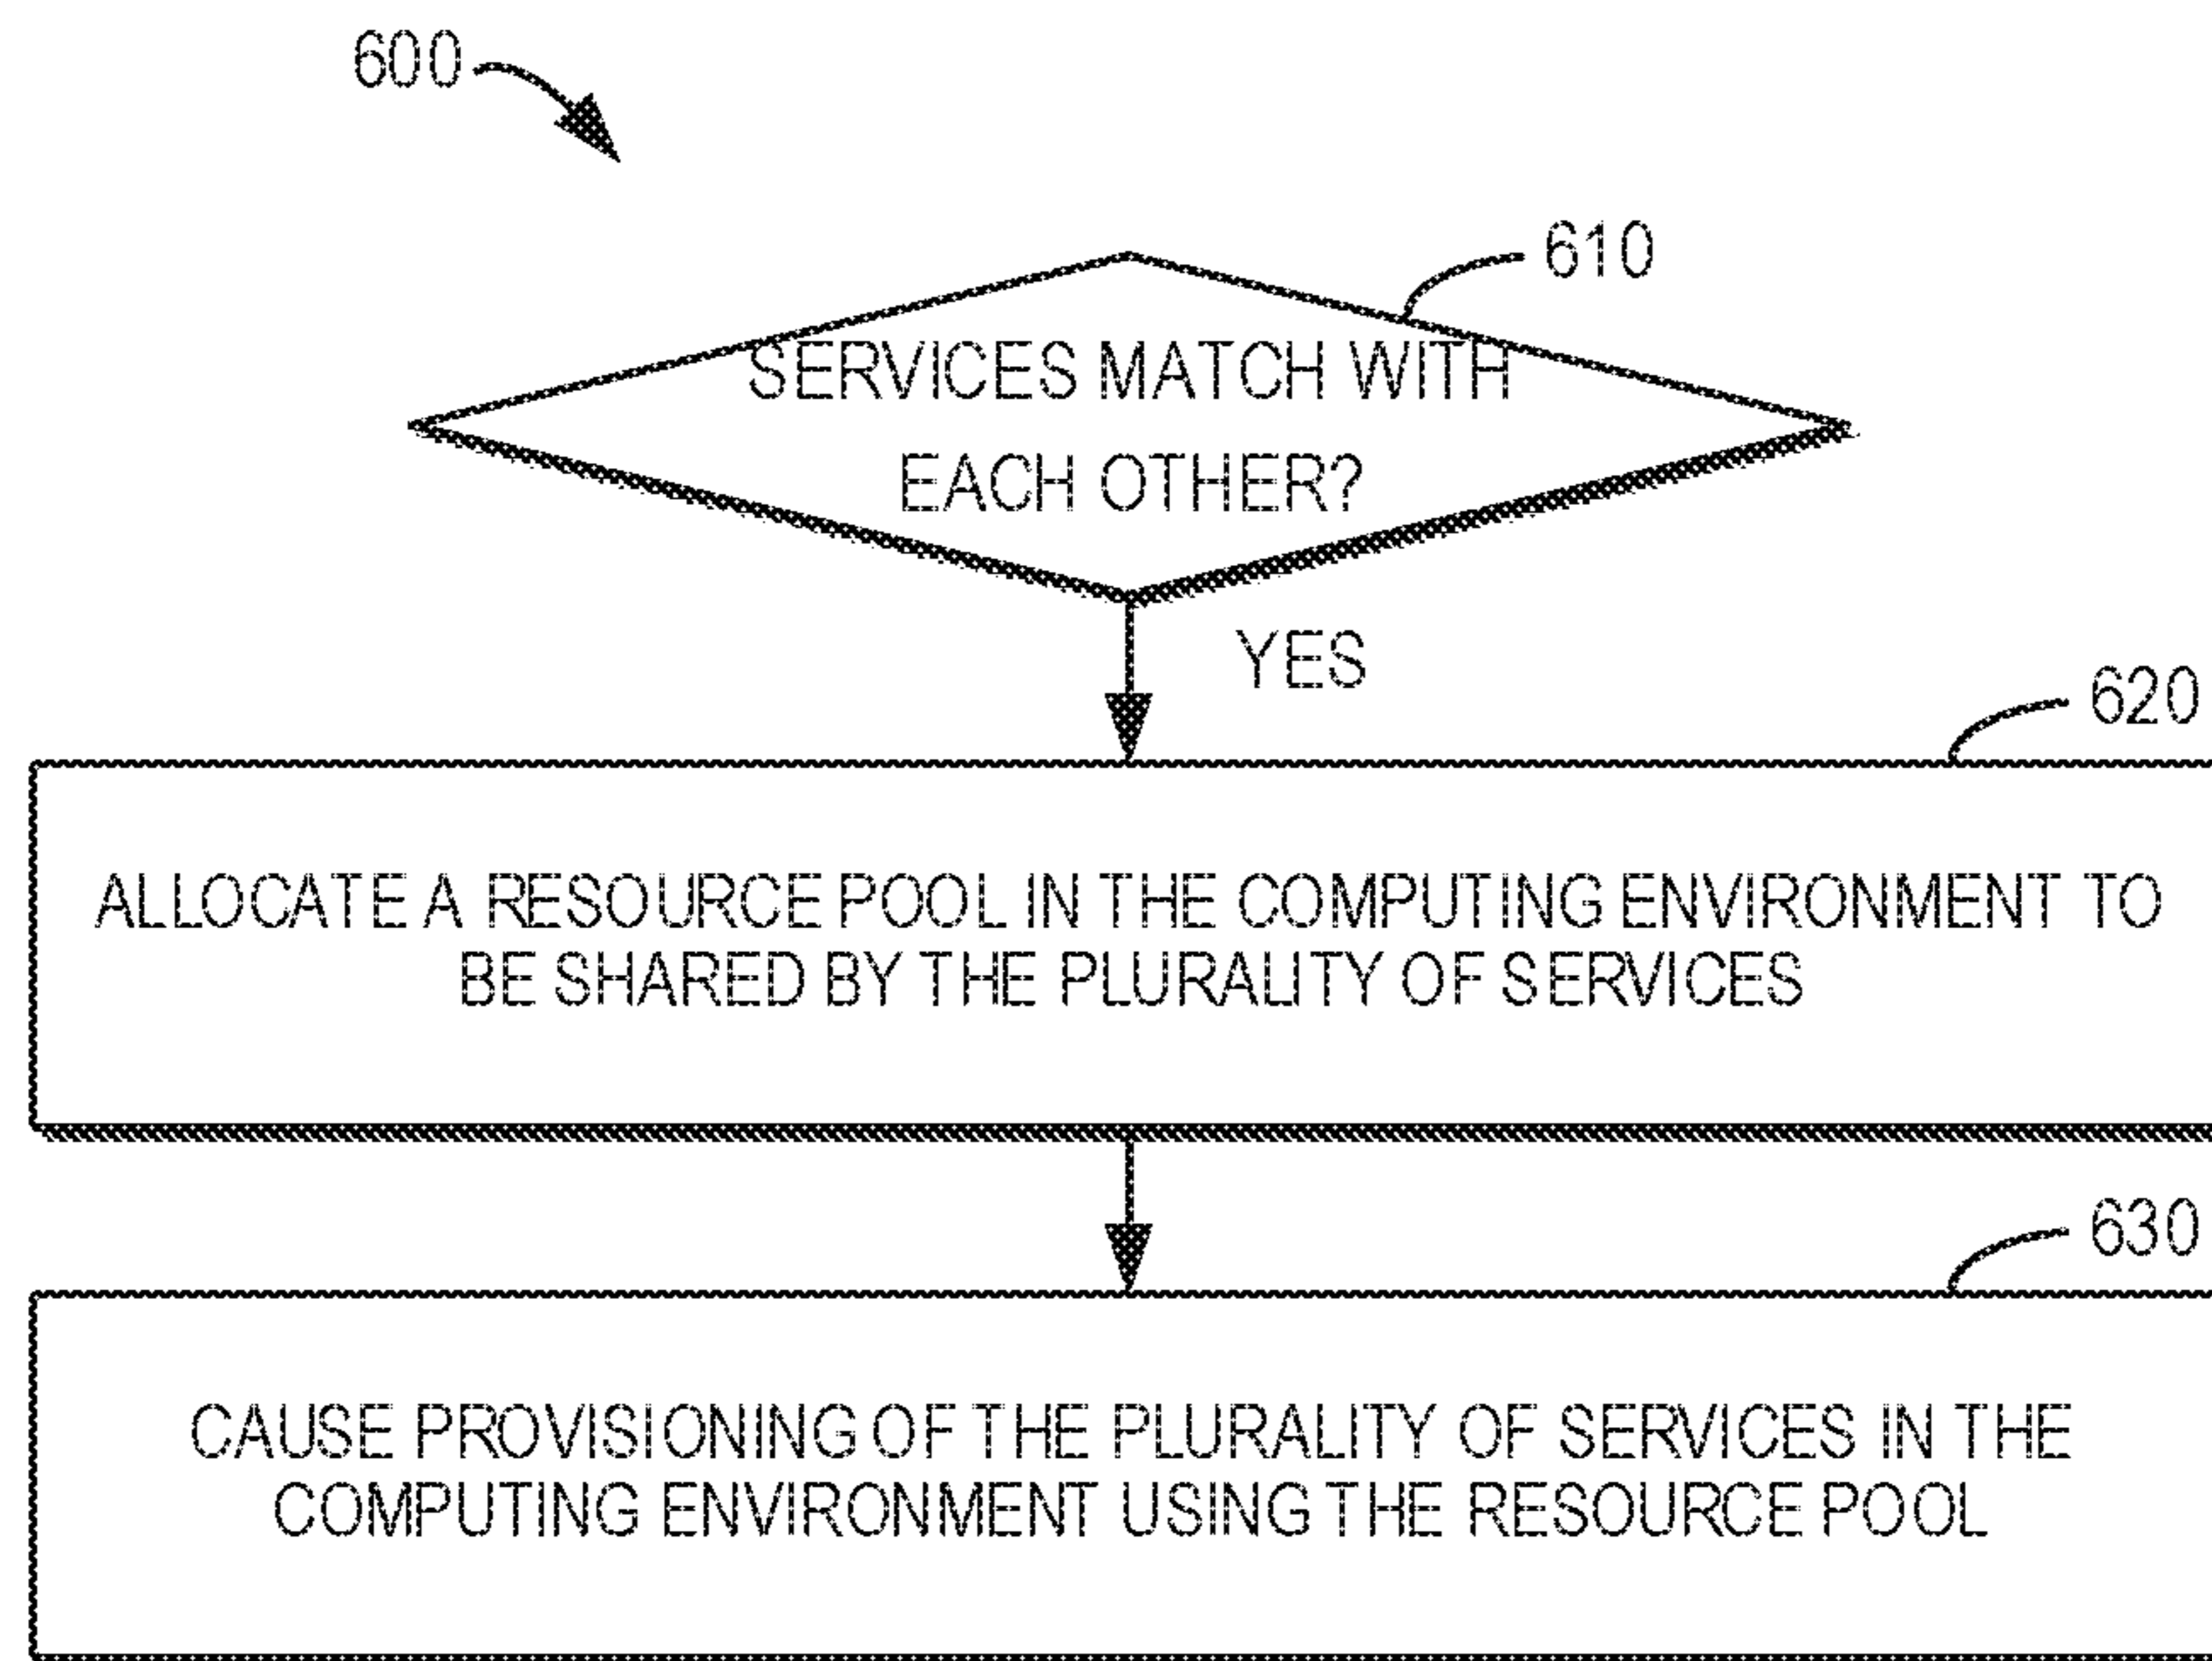 600
610
SERVICES MATCH WITH
EACH OTHER?
YES
620
ALLOCATE A RESOURCE POOL IN THE COMPUTING ENVIRONMENT TO
BE SHARED BY THE PLURALITY OF SERVICES
630
CAUSE PROVISIONING OF THE PLURALITY OF SERVICES IN THE
COMPUTING ENVIRONMENT USING THE RESOURCE POOL